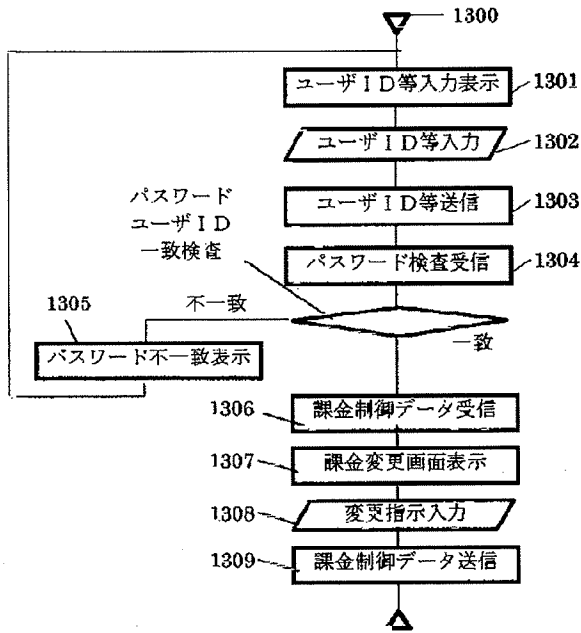 1300
ユーザID等入力表示 1301
ユーザID等入力 1302
ユーザID等送信 1303
パスワード
ユーザID
一致検査
パスワード検査受信 1304
1305
不一致
一致
パスワード不一致表示
1306 課金制御データ受信
1307 課金変更画面表示
1308 変更指示入力
1309 課金制御データ送信